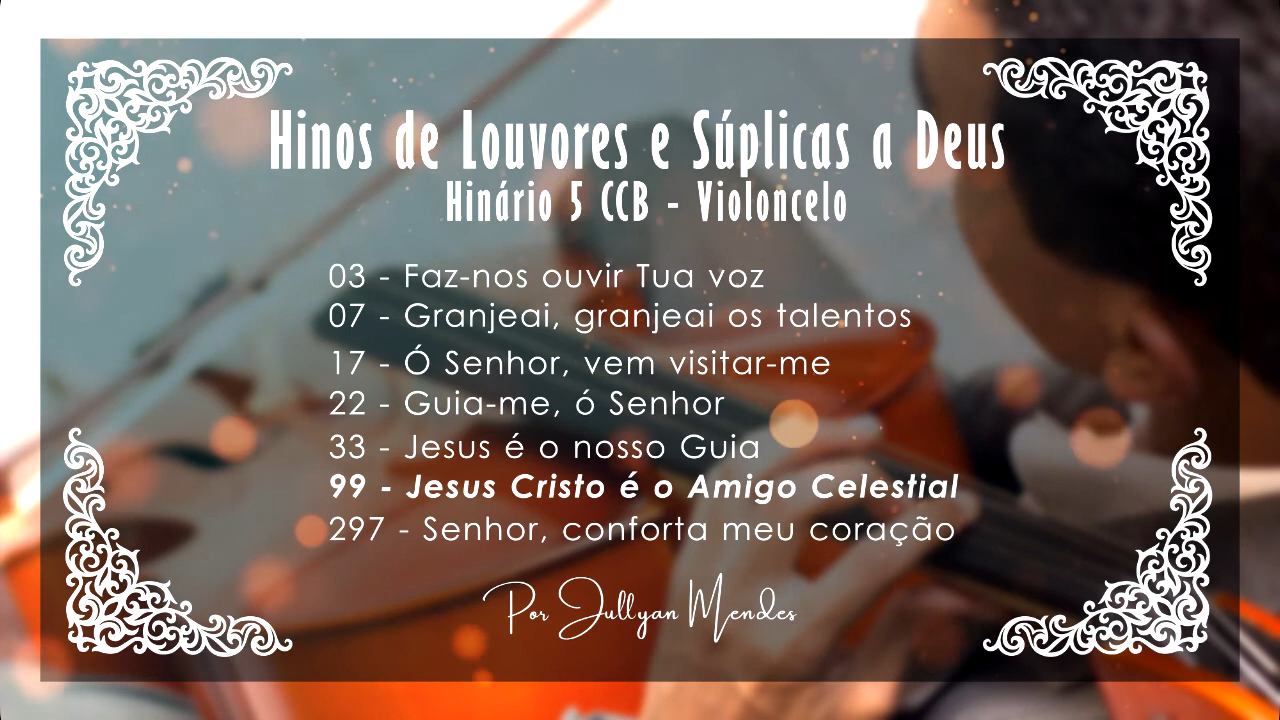 Hinos de Louvores e Súplicas a Deus
Hinário 5 CCB - Violoncelo
03 - Faz-nos ouvir Tua voz
07 - Granjeai, granjeai os talentos
17 - Ó Senhor, vem visitar-me
22 - Guia-me, ó Senhor
33 - Jesus é o nosso Guia
99 - Jesus Cristo é o Amigo Celestial
297 - Senhor, conforta meu coração
Por Jullyan Mendes